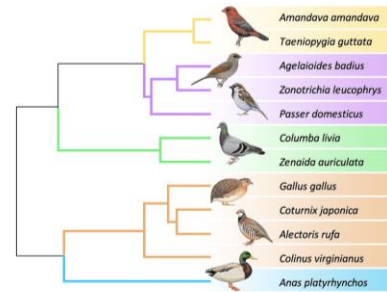 Amandava amandava
Taeniopygia guttata
Agelaioides badius
Zonotrichia leucophrys
Passer domesticus
Columba livia
Zenaida auriculata
Gallus gallus
Coturnix japonica
Alectoris rufa
Colinus virginianus
Anas platyrhynchos